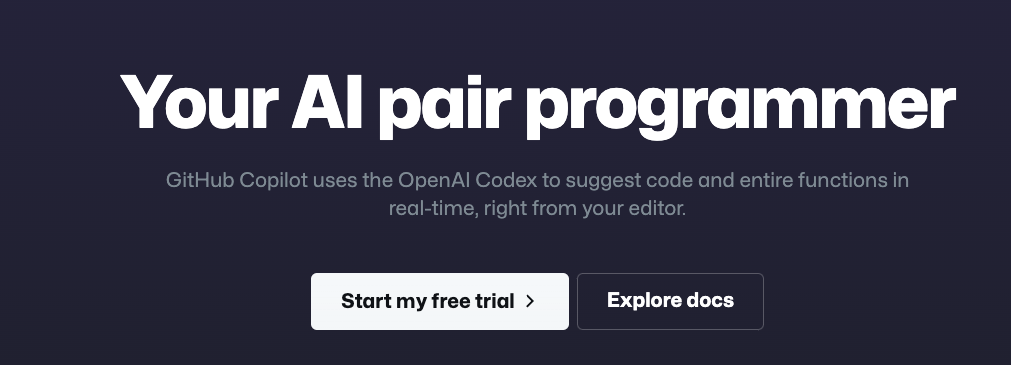 Your AI pair programmer
GitHub Copilot uses the OpenAI Codex to suggest code and entire functions in
real-time, right from your editor.
Start my free trial
Explore docs